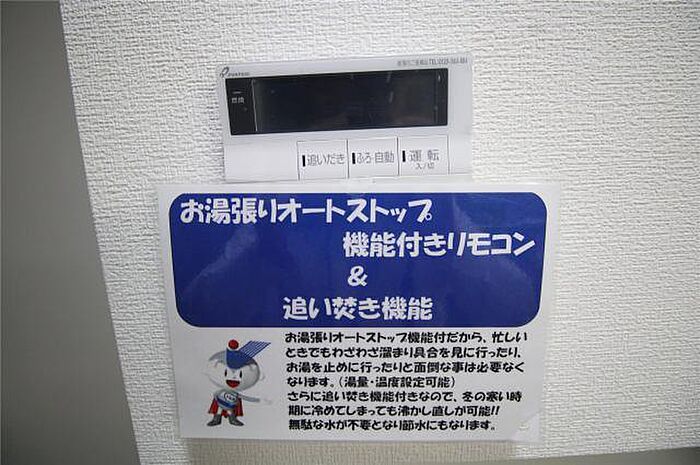 燃焼
追いだき
ふろ自動
運転
入/切
お湯張りオートストップ
機能付きリモコン
&
追い焚き機能
お湯張りオートストップ機能付だから、忙しい
ときでもわざわざ溜まり具合を見に行ったり、
お湯を止めに行ったりと面倒な事は必要なく
なります。(湯量・温度設定可能)
さらに追い焚き機能付きなので、冬の寒い時
期に冷めてしまっても沸かし直しが可能!!
無駄な水が不要となり節水にもなります。